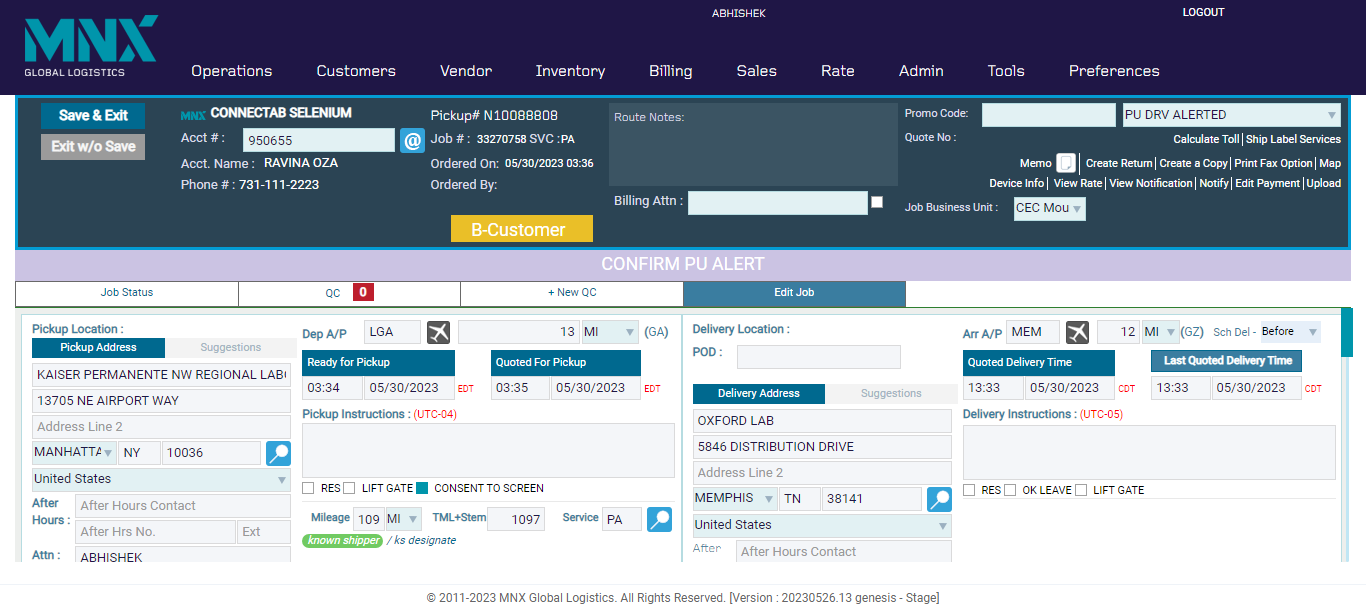 ABHISHEK
LOGOUT
MNX
GLOBAL LOGISTICS
Operations Customers Vendor Inventory Billing Sales Rate Admin Tools Preferences
Save & Exit
Exit w/o Save
MNX CONNECTAB SELENIUM
Acct # : 950655 @
Acct. Name : RAVINA OZA
Phone # : 731-111-2223
Pickup# N10088808
Job # : 33270758 SVC : PA
Ordered On: 05/30/2023 03:36
Ordered By:
B-Customer
Route Notes:
Billing Attn :
Promo Code: PU DRV ALERTED
Quote No :
Calculate Toll | Ship Label Services
Memo | Create Return | Create a Copy | Print Fax Option | Map
Device Info | View Rate | View Notification | Notify | Edit Payment | Upload
Job Business Unit : CEC Mou
CONFIRM PU ALERT
Job Status QC 0 + New QC Edit Job
Pickup Location :
Pickup Address Suggestions
KAISER PERMANENTE NW REGIONAL LAB
13705 NE AIRPORT WAY
Address Line 2
MANHATTA NY 10036
United States
After Hours : After Hours Contact
After Hrs No. Ext
Attn : ABHISHEK
Dep A/P LGA 13 MI (GA)
Ready for Pickup Quoted For Pickup
03:34 05/30/2023 EDT 03:35 05/30/2023 EDT
Pickup Instructions : (UTC-04)
RES LIFT GATE CONSENT TO SCREEN
Mileage 109 MI TML+Stem 1097 Service PA
known shipper / ks designate
Delivery Location :
POD :
Delivery Address Suggestions
OXFORD LAB
5846 DISTRIBUTION DRIVE
Address Line 2
MEMPHIS TN 38141
United States
After After Hours Contact
Arr A/P MEM 12 MI (GZ) Sch Del - Before
Quoted Delivery Time Last Quoted Delivery Time
13:33 05/30/2023 CDT 13:33 05/30/2023 CDT
Delivery Instructions : (UTC-05)
RES OK LEAVE LIFT GATE
© 2011-2023 MNX Global Logistics. All Rights Reserved. [Version : 20230526.13 genesis - Stage]